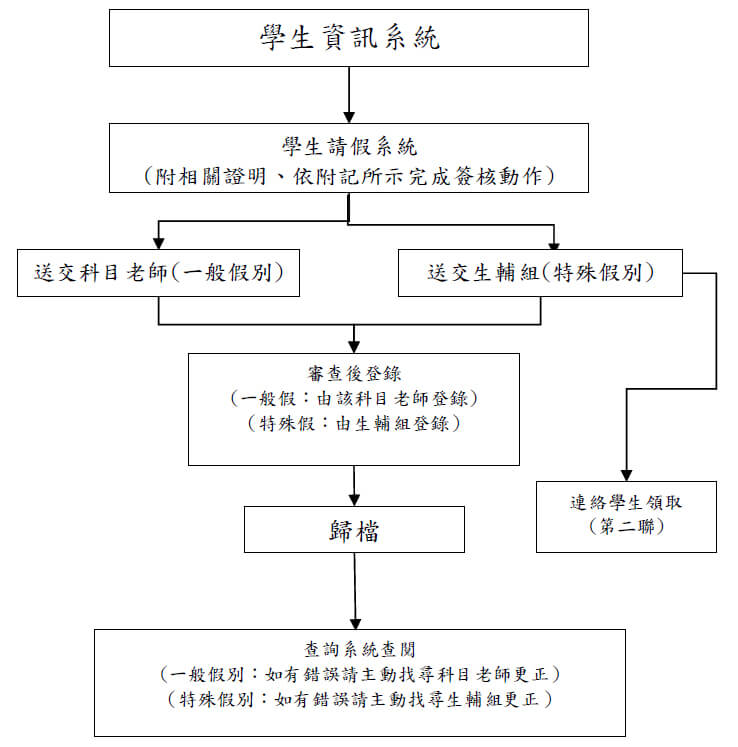 學生資訊系統
學生請假系統
(附相關證明、依附記所示完成簽核動作)
送交科目老師(一般假別)
送交生輔組(特殊假別)
審查後登錄
(一般假：由該科目老師登錄)
(特殊假：由生輔組登錄)
連絡學生領取
(第二聯)
歸檔
查詢系統查閱
(一般假別：如有錯誤請主動找尋科目老師更正)
(特殊假別：如有錯誤請主動找尋生輔組更正)